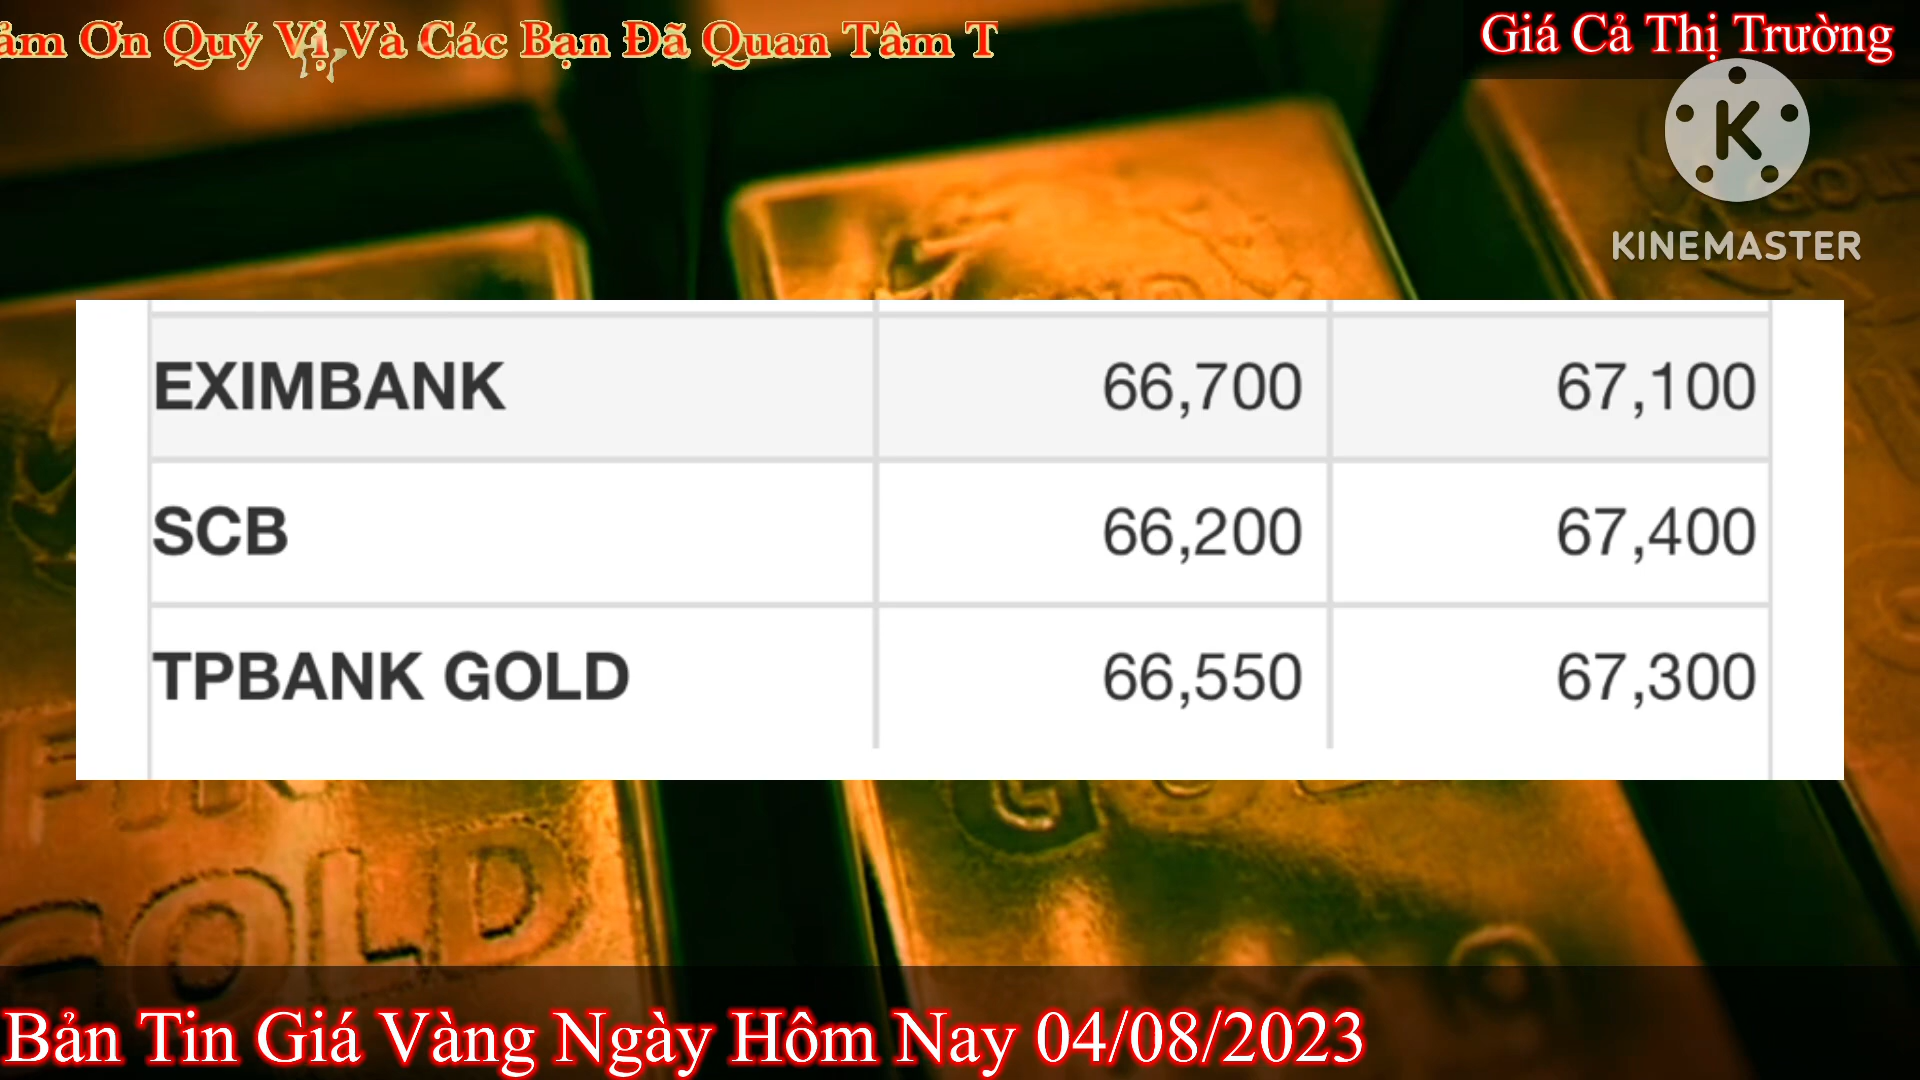 Ơn Quý Vị Và Các Bạn Đã Quan Tâm T
Giá Cả Thị Trường
K
KINEMASTER
EXIMBANK 66,700 67,100
SCB 66,200 67,400
TPBANK GOLD 66,550 67,300
GOLD
Bản Tin Giá Vàng Ngày Hôm Nay 04/08/2023